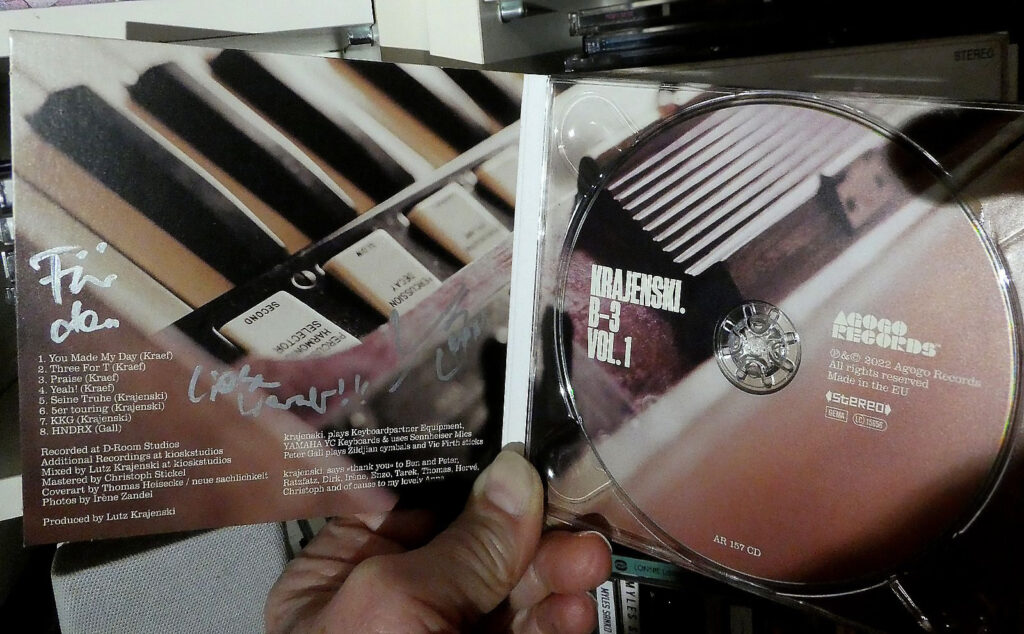 Für
den
1. You Made My Day (Kraef)
2. Three For T (Kraef)
3. Praise (Kraef)
4. Yeah! (Kraef)
5. Seine Truhe (Krajenski)
6. 5er touring (Krajenski)
7. KKG (Krajenski)
8. HNDRX (Gall)
Recorded at D-Room Studios
Additional Recordings at kioskstudios
Mixed by Lutz Krajenski at kioskstudios
Mastered by Christoph Stickel
Coverart by Thomas Heisecke / neue sachlichkeit
Photos by Irène Zandel
Produced by Lutz Krajenski
SLOW
PERCUSSION
DECAY
SECOND
HARMONIC
SELECTOR
krajenski. plays Keyboardpartner Equipment,
YAMAHA YC Keyboards & uses Sennheiser Mics
Peter Gall plays Zildjian cymbals and Vic Firth sticks
krajenski. says «thank you» to Ben and Peter,
Ratzfatz, Dirk, Irène, Enzo, Tarek, Thomas, Hervé,
Christoph and of cause to my lovely Anna
STEREO
KRAJENSKI.
B-3
VOL. 1
AGOGO
RECORDS
℗&© 2022 Agogo Records
All rights reserved
Made in the EU
stereo
GEMA LC 15656
AR 157 CD
MYLES SANKO